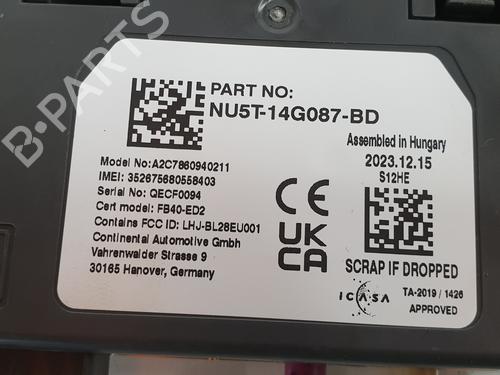 B-PARTS
PART NO:
NU5T-14G087-BD
Assembled in Hungary
2023.12.15
S12HE
Model No:A2C7860940211
IMEI: 352675680558403
Serial No: QECF0094
Cert model: FB40-ED2
Contains FCC ID: LHJ-BL28EU001
Continental Automotive Gmbh
Vahrenwalder Strasse 9
30165 Hanover, Germany
CE
UK
CA
SCRAP IF DROPPED
ICASA
TA-2019 / 1426
APPROVED